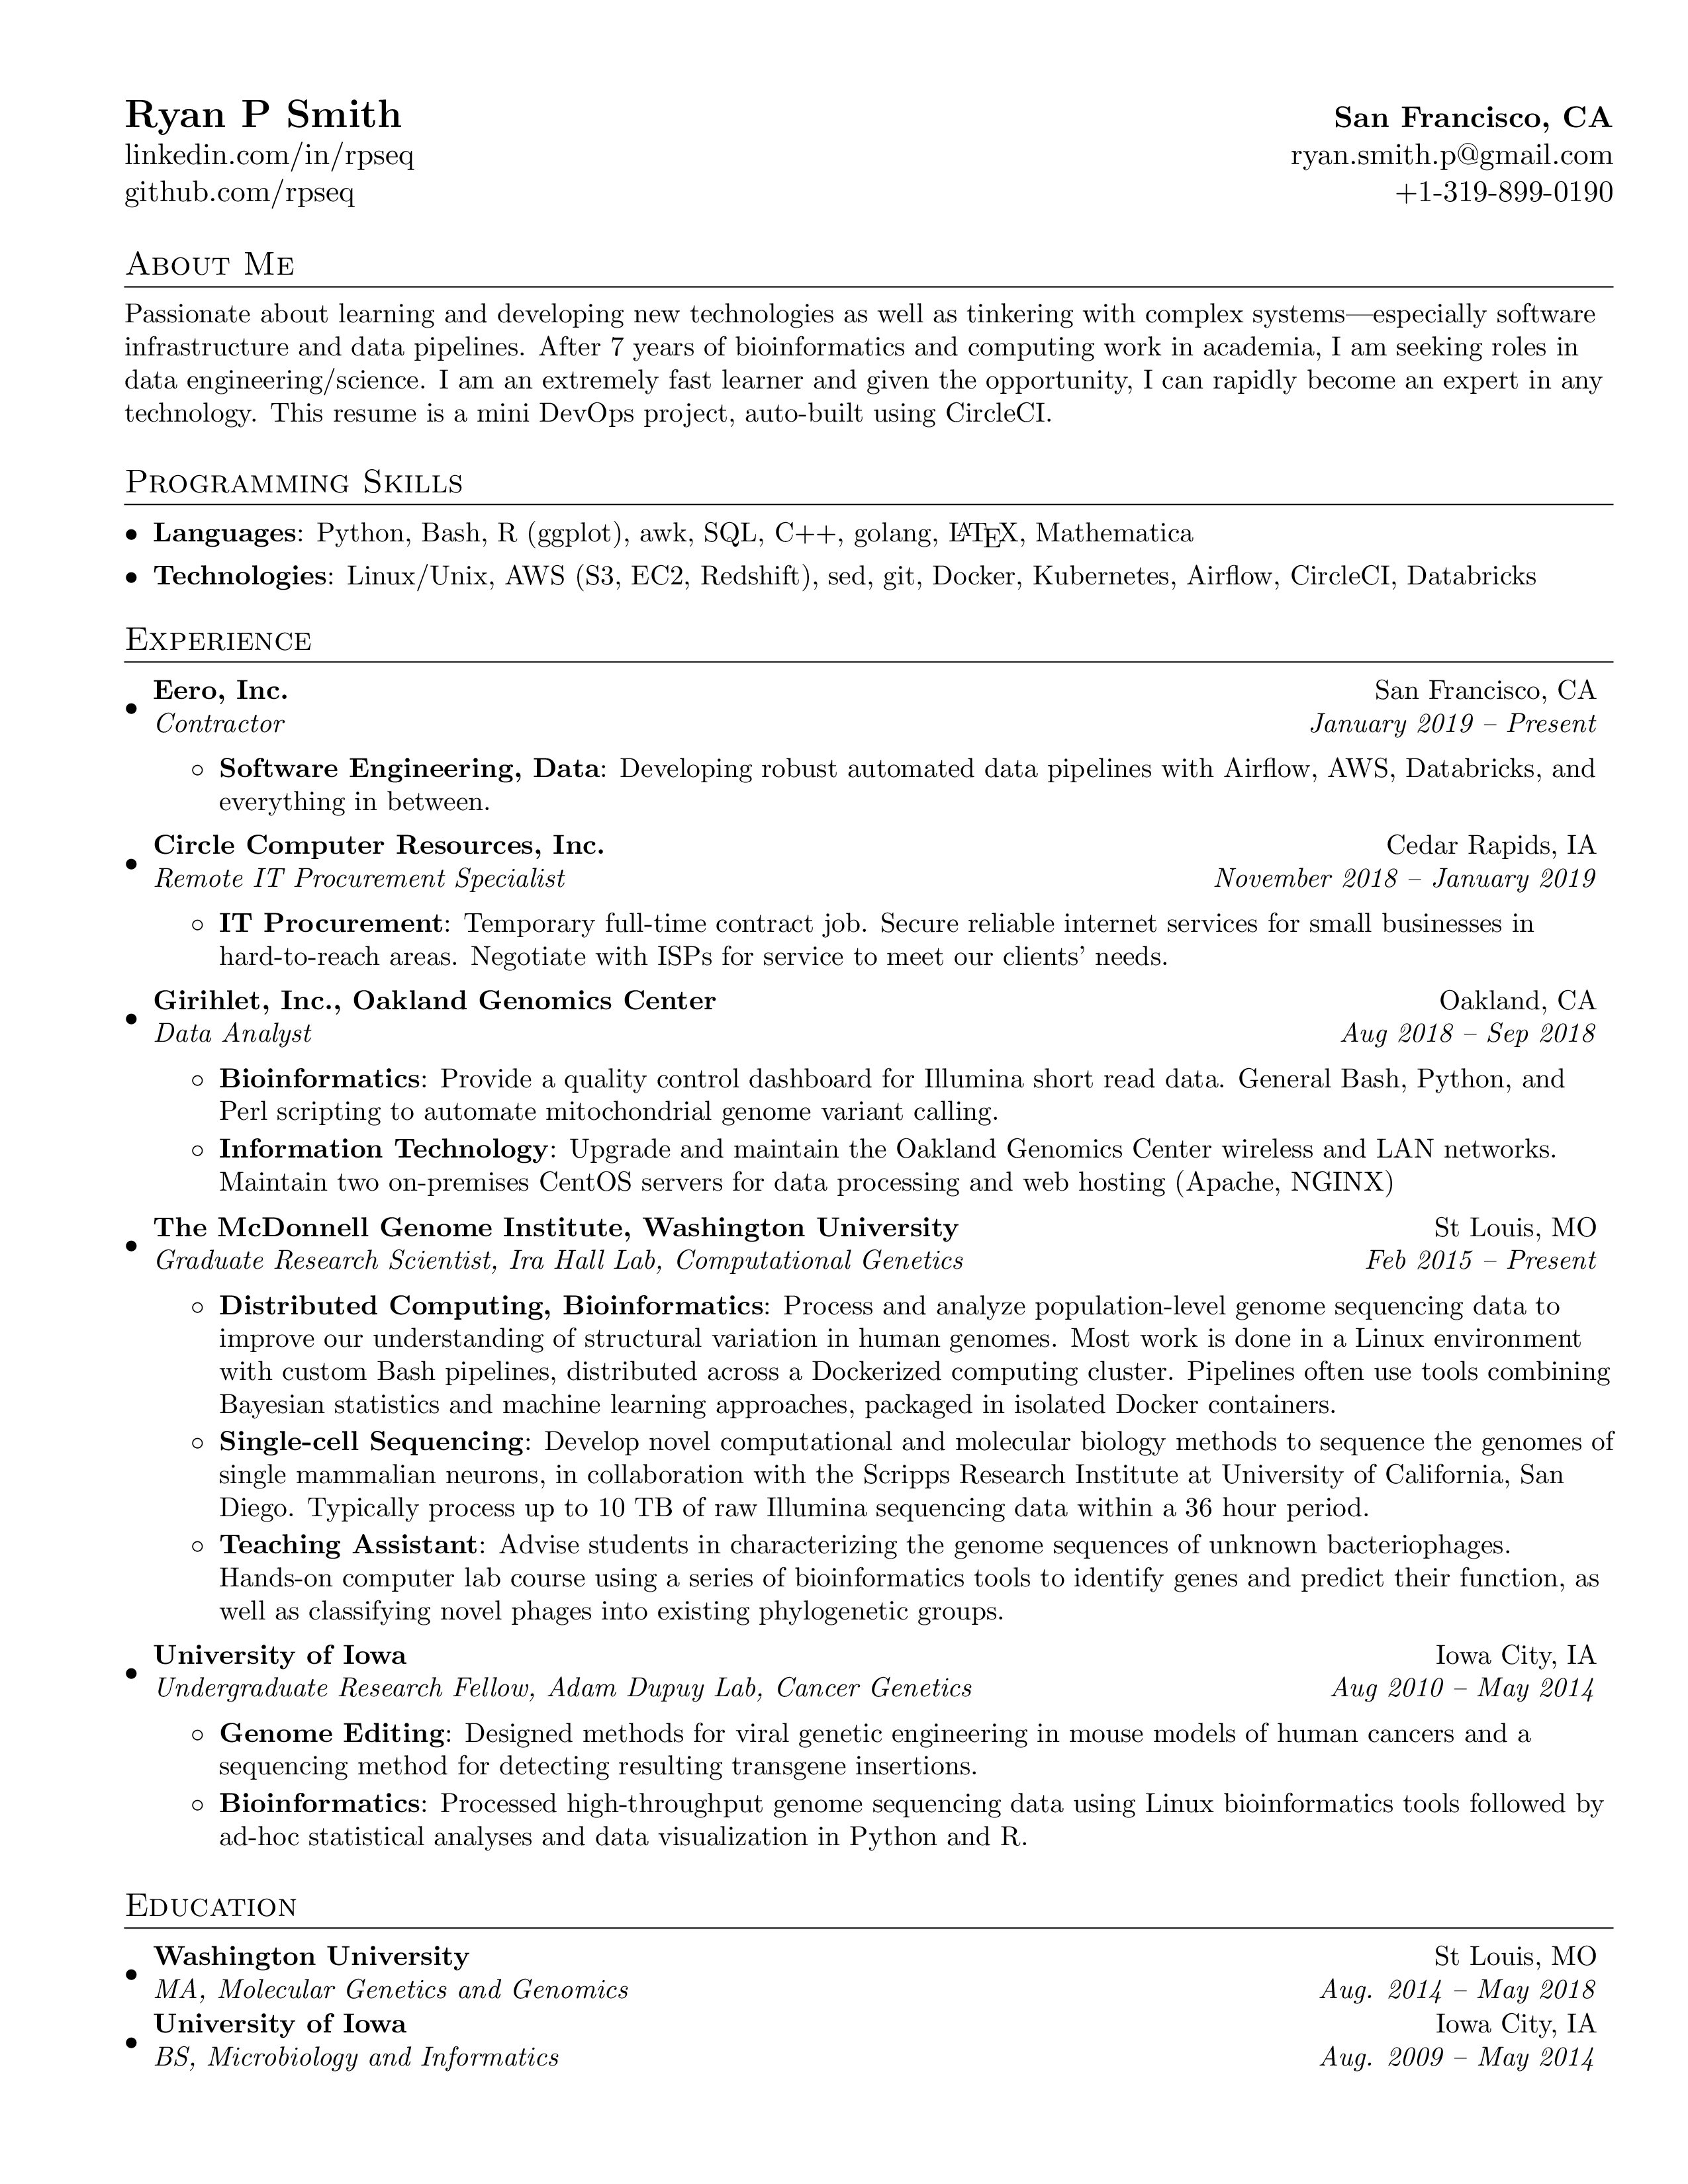 Ryan P Smith San Francisco, CA
linkedin.com/in/rpseq ryan.smith.p@gmail.com
github.com/rpseq +1-319-899-0190
About Me
Passionate about learning and developing new technologies as well as tinkering with complex systems—especially software
infrastructure and data pipelines. After 7 years of bioinformatics and computing work in academia, I am seeking roles in
data engineering/science. I am an extremely fast learner and given the opportunity, I can rapidly become an expert in any
technology. This resume is a mini DevOps project, auto-built using CircleCI.
Programming Skills
• Languages: Python, Bash, R (ggplot), awk, SQL, C++, golang, LATEX, Mathematica
• Technologies: Linux/Unix, AWS (S3, EC2, Redshift), sed, git, Docker, Kubernetes, Airflow, CircleCI, Databricks
Experience
• Eero, Inc. San Francisco, CA
Contractor January 2019 – Present
◦ Software Engineering, Data: Developing robust automated data pipelines with Airflow, AWS, Databricks, and
everything in between.
• Circle Computer Resources, Inc. Cedar Rapids, IA
Remote IT Procurement Specialist November 2018 – January 2019
◦ IT Procurement: Temporary full-time contract job. Secure reliable internet services for small businesses in
hard-to-reach areas. Negotiate with ISPs for service to meet our clients' needs.
• Girihlet, Inc., Oakland Genomics Center Oakland, CA
Data Analyst Aug 2018 – Sep 2018
◦ Bioinformatics: Provide a quality control dashboard for Illumina short read data. General Bash, Python, and
Perl scripting to automate mitochondrial genome variant calling.
◦ Information Technology: Upgrade and maintain the Oakland Genomics Center wireless and LAN networks.
Maintain two on-premises CentOS servers for data processing and web hosting (Apache, NGINX)
• The McDonnell Genome Institute, Washington University St Louis, MO
Graduate Research Scientist, Ira Hall Lab, Computational Genetics Feb 2015 – Present
◦ Distributed Computing, Bioinformatics: Process and analyze population-level genome sequencing data to
improve our understanding of structural variation in human genomes. Most work is done in a Linux environment
with custom Bash pipelines, distributed across a Dockerized computing cluster. Pipelines often use tools combining
Bayesian statistics and machine learning approaches, packaged in isolated Docker containers.
◦ Single-cell Sequencing: Develop novel computational and molecular biology methods to sequence the genomes of
single mammalian neurons, in collaboration with the Scripps Research Institute at University of California, San
Diego. Typically process up to 10 TB of raw Illumina sequencing data within a 36 hour period.
◦ Teaching Assistant: Advise students in characterizing the genome sequences of unknown bacteriophages.
Hands-on computer lab course using a series of bioinformatics tools to identify genes and predict their function, as
well as classifying novel phages into existing phylogenetic groups.
• University of Iowa Iowa City, IA
Undergraduate Research Fellow, Adam Dupuy Lab, Cancer Genetics Aug 2010 – May 2014
◦ Genome Editing: Designed methods for viral genetic engineering in mouse models of human cancers and a
sequencing method for detecting resulting transgene insertions.
◦ Bioinformatics: Processed high-throughput genome sequencing data using Linux bioinformatics tools followed by
ad-hoc statistical analyses and data visualization in Python and R.
Education
• Washington University St Louis, MO
MA, Molecular Genetics and Genomics Aug. 2014 – May 2018
• University of Iowa Iowa City, IA
BS, Microbiology and Informatics Aug. 2009 – May 2014